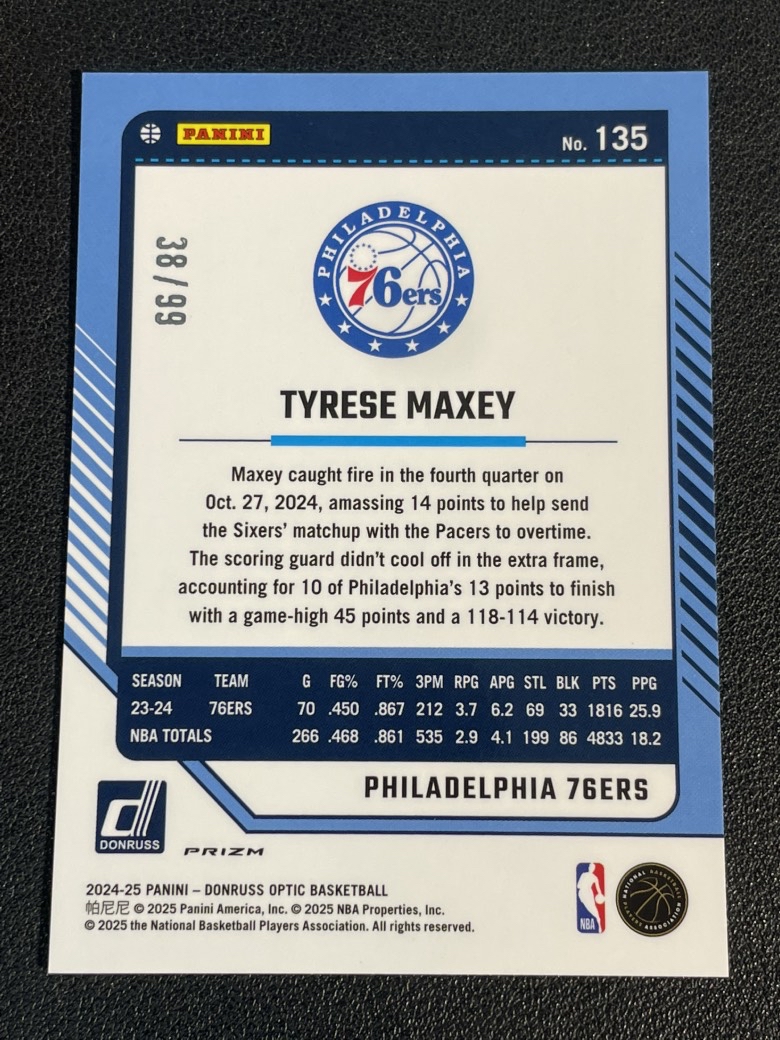 PANINI
No. 135
38/99
PHILADELPHIA
76ers
TYRESE MAXEY
Maxey caught fire in the fourth quarter on
Oct. 27, 2024, amassing 14 points to help send
the Sixers' matchup with the Pacers to overtime.
The scoring guard didn't cool off in the extra frame,
accounting for 10 of Philadelphia's 13 points to finish
with a game-high 45 points and a 118-114 victory.
SEASON TEAM G FG% FT% 3PM RPG APG STL BLK PTS PPG
23-24 76ERS 70 .450 .867 212 3.7 6.2 69 33 1816 25.9
NBA TOTALS 266 .468 .861 535 2.9 4.1 199 86 4833 18.2
PHILADELPHIA 76ERS
d
DONRUSS
PRIZM
2024-25 PANINI – DONRUSS OPTIC BASKETBALL
帕尼尼 © 2025 Panini America, Inc. © 2025 NBA Properties, Inc.
© 2025 the National Basketball Players Association. All rights reserved.
NBA
NATIONAL BASKETBALL PLAYERS ASSOCIATION